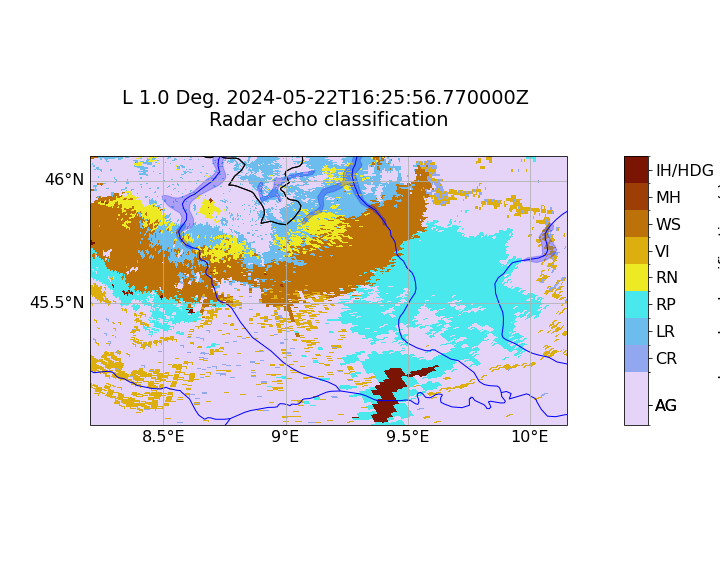 L 1.0 Deg. 2024-05-22T16:25:56.770000Z
Radar echo classification
46°N
45.5°N
8.5°E
9°E
9.5°E
10°E
IH/HDG
MH
WS
VI
RN
RP
LR
CR
AG